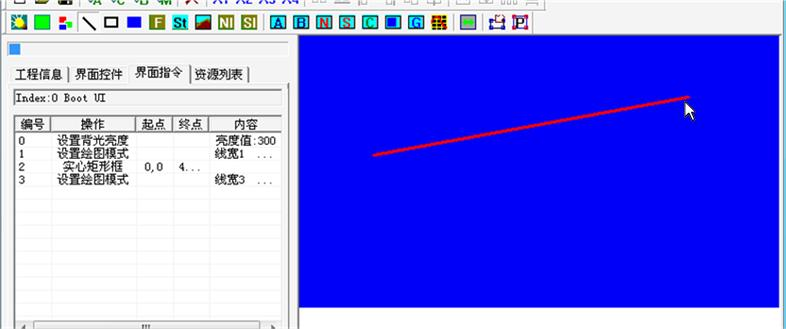 F St NI SI A B N S C G P
工程信息 界面控件 界面指令 资源列表
Index:0 Boot UI
编号 操作 起点 终点 内容
0 设置背光亮度 亮度值:300
1 设置绘图模式 线宽1 ...
2 实心矩形框 0,0 4...
3 设置绘图模式 线宽3 ...